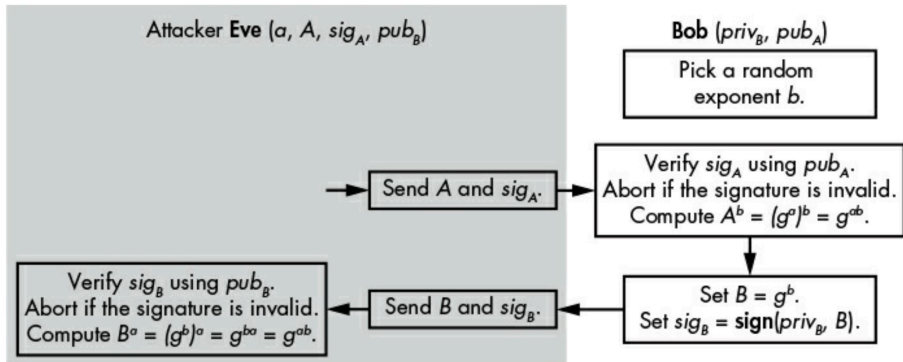 Attacker Eve (a, A, sig_A, pub_B)
Bob (priv_B, pub_A)
Pick a random
exponent b.
Send A and sig_A.
Verify sig_A using pub_A.
Abort if the signature is invalid.
Compute A^b = (g^a)^b = g^ab.
Verify sig_B using pub_B.
Abort if the signature is invalid.
Compute B^a = (g^b)^a = g^ba = g^ab.
Send B and sig_B.
Set B = g^b.
Set sig_B = sign(priv_B, B).